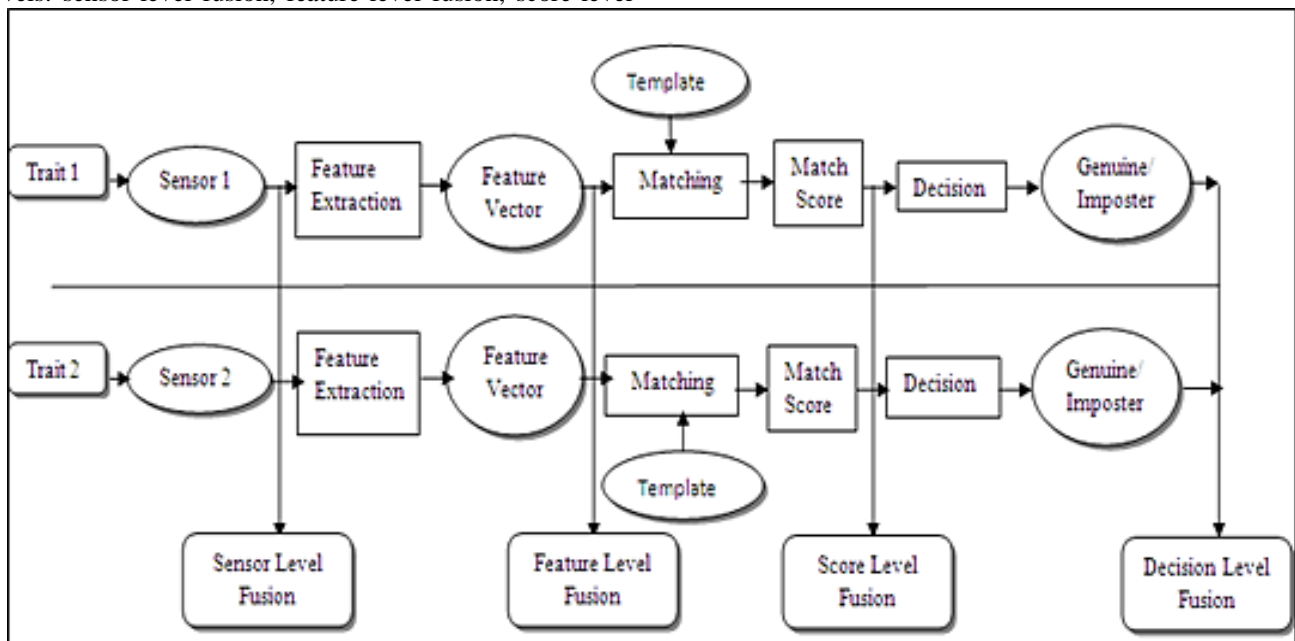 vels: sensor level fusion, feature level fusion, score level
Template
Trait 1
Sensor 1
Feature
Extraction
Feature
Vector
Matching
Match
Score
Decision
Genuine/
Imposter
Trait 2
Sensor 2
Feature
Extraction
Feature
Vector
Matching
Match
Score
Decision
Genuine/
Imposter
Template
Sensor Level
Fusion
Feature Level
Fusion
Score Level
Fusion
Decision Level
Fusion